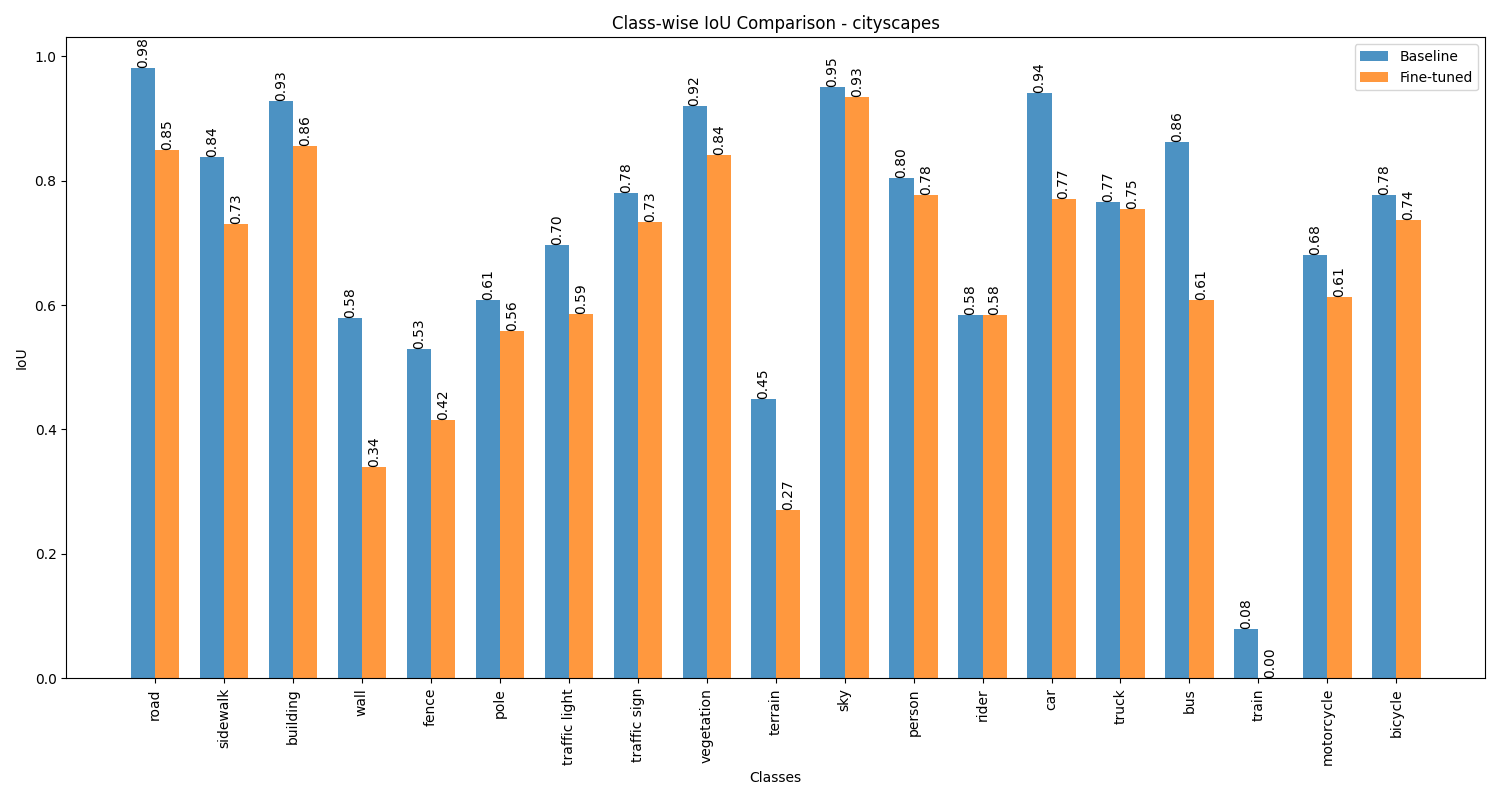 Class-wise IoU Comparison - cityscapes
Baseline
Fine-tuned
IoU
1.0
0.8
0.6
0.4
0.2
0.0
0.98
0.85
0.84
0.73
0.93
0.86
0.58
0.34
0.53
0.42
0.61
0.56
0.70
0.59
0.78
0.73
0.92
0.84
0.45
0.27
0.95
0.93
0.80
0.78
0.58
0.58
0.94
0.77
0.77
0.75
0.86
0.61
0.08
0.00
0.68
0.61
0.78
0.74
road
sidewalk
building
wall
fence
pole
traffic light
traffic sign
vegetation
terrain
sky
person
rider
car
truck
bus
train
motorcycle
bicycle
Classes